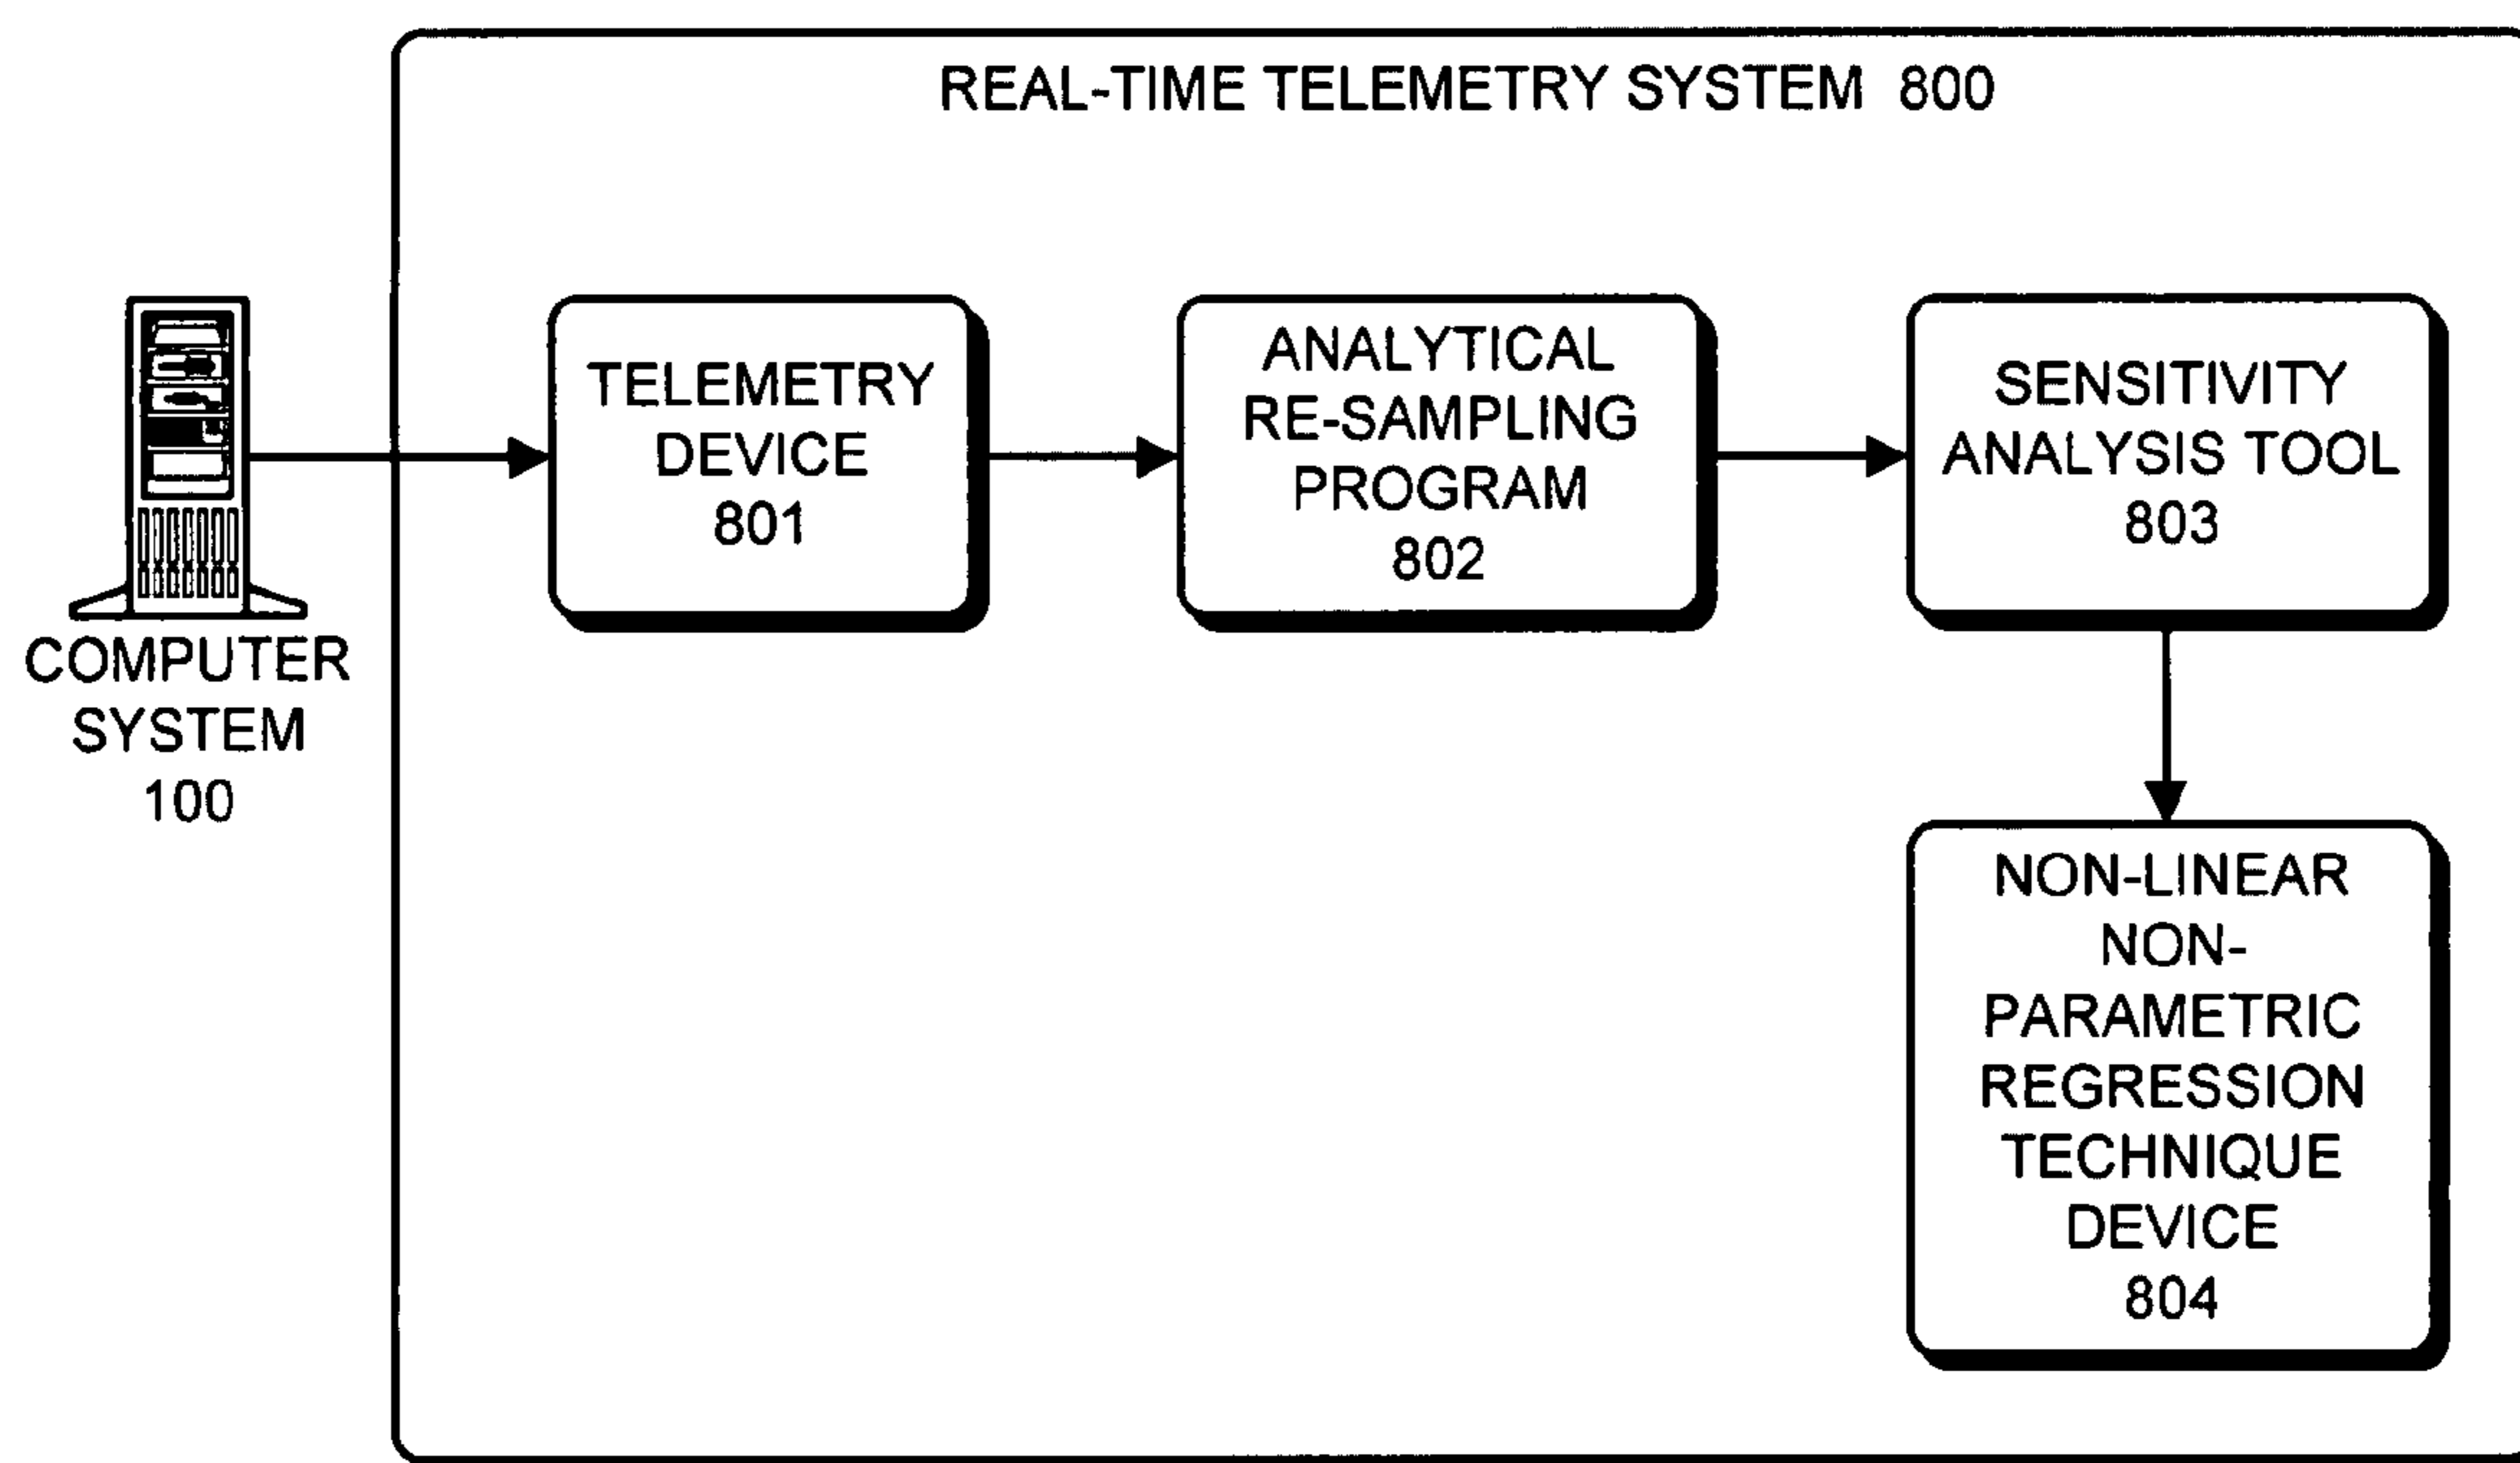 REAL-TIME TELEMETRY SYSTEM 800
COMPUTER
SYSTEM
100
TELEMETRY
DEVICE
801
ANALYTICAL
RE-SAMPLING
PROGRAM
802
SENSITIVITY
ANALYSIS TOOL
803
NON-LINEAR
NON-
PARAMETRIC
REGRESSION
TECHNIQUE
DEVICE
804